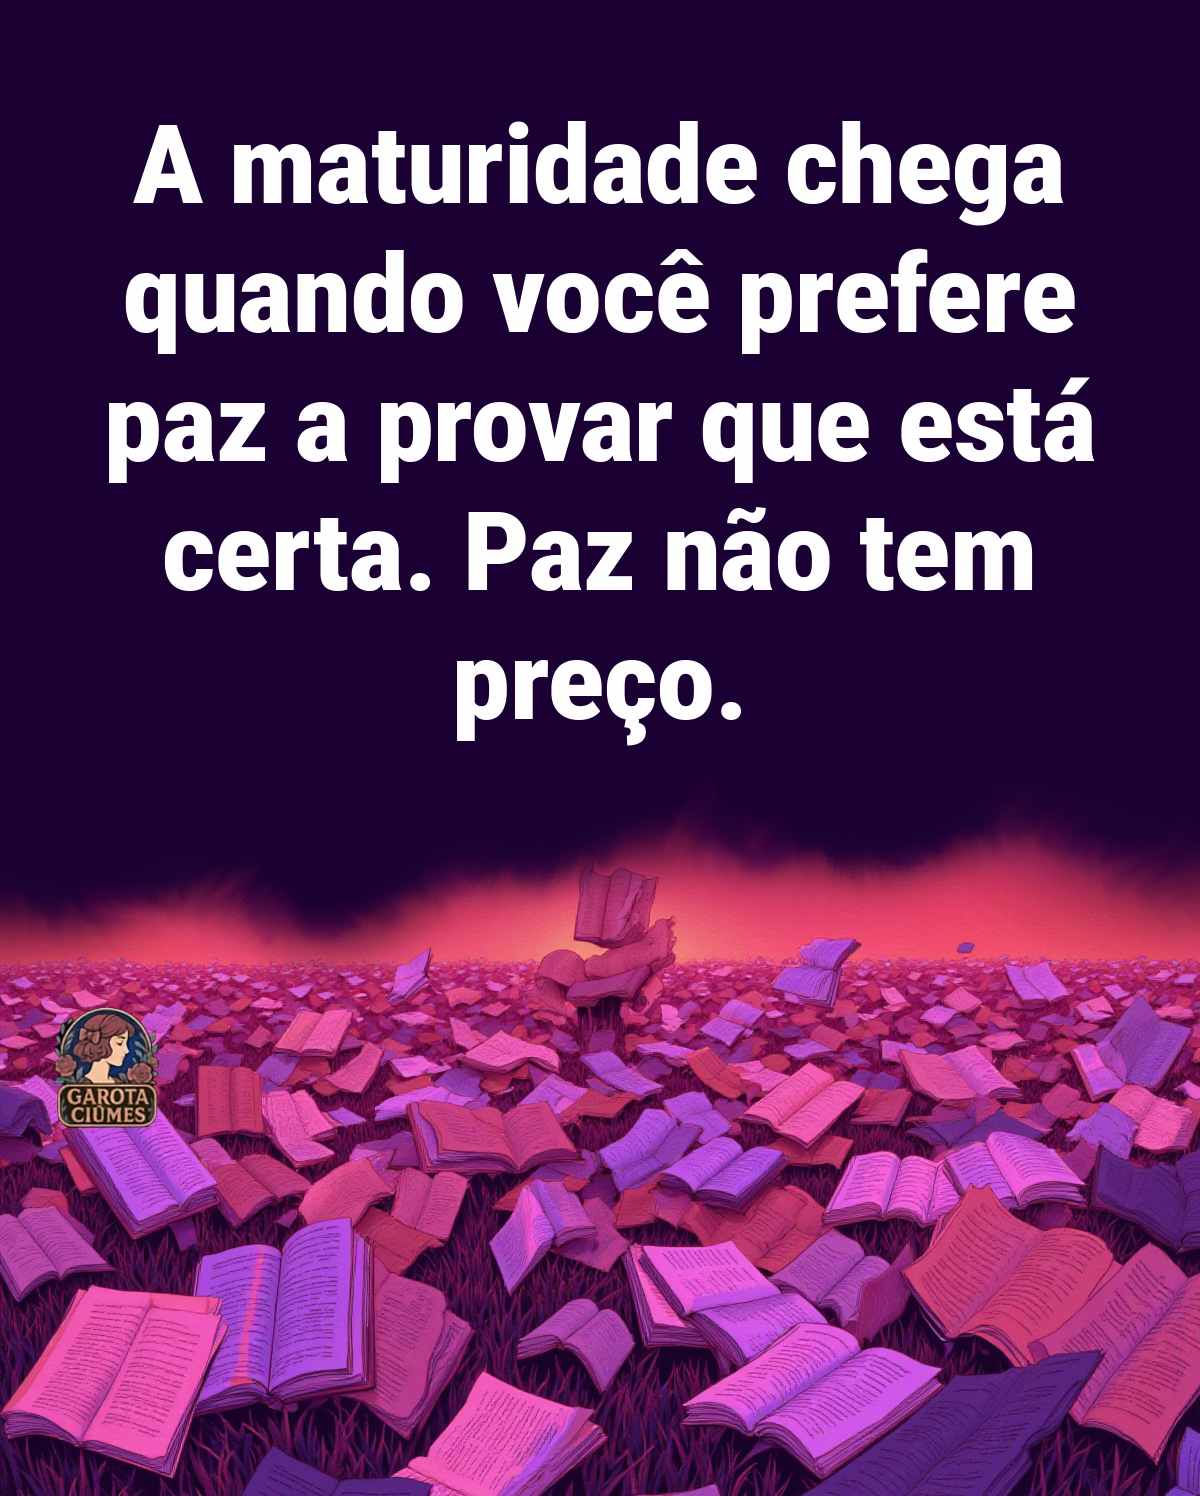 A maturidade chega
quando você prefere
paz a provar que está
certa. Paz não tem
preço.
GAROTA
CIÚMES